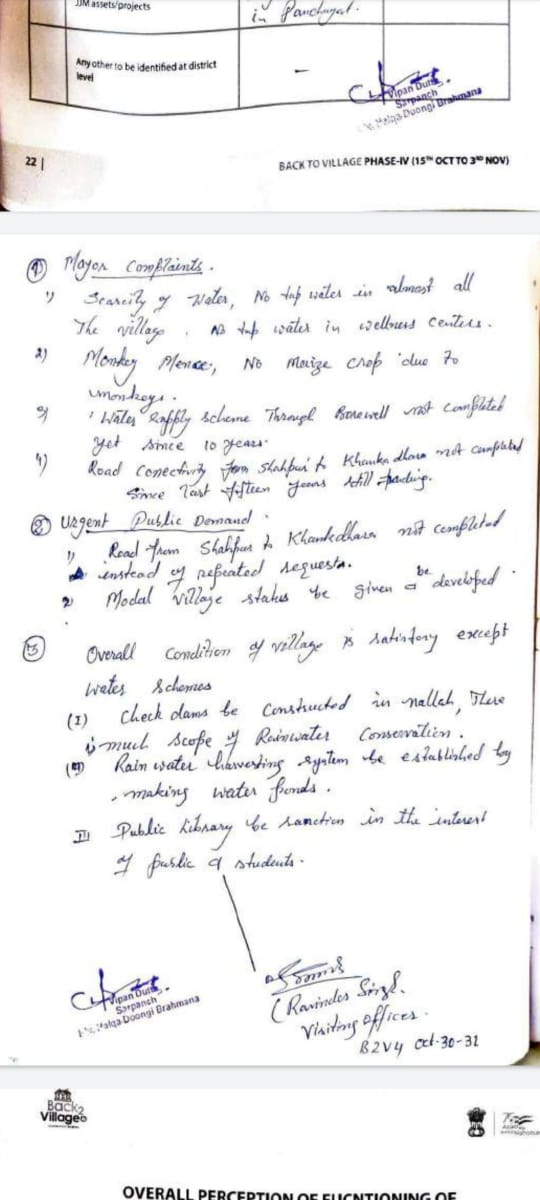 JJM assets/projects
in Panchayat.
Any other to be identified at district
level
-
Vipan Dutt
Sarpanch
Halqa-Doongi Brahmana
22 |
BACK TO VILLAGE PHASE-IV (15TH OCT TO 3RD NOV)
① Mayor Complaints.
1) Scarcity of Water, No tap water in almost all
The village. No tap water in wellness centers.
2) Monkey Menace, No Maize crop due to
monkeys.
3) Water Supply scheme Through Borewell not completed
yet since 10 years.
4) Road Conectivity from Shahpur to Khankedhara not completed
Since last fifteen years still pending.
② Urgent Public Demand.
1) Road from Shahpur to Khankedhara not completed
instead of repeated requests.
2 Modal Village status be given & be developed.
③ Overall Condition of village is satisfory except
water schemes
(I) Check dams be constructed in nallah, There
is much scope of Rainwater Conservation.
(II) Rain water harvesting system be established by
making water ponds.
III Public Library be sanction in the interest
of public & students.
Vipan Dutt
Sarpanch
Halqa-Doongi Brahmana
(Ravinder Singh.
Visiting officer.
B2V4 Oct-30-31
Back2
Village
OVERALL PERCEPTION OF FUCNTIONING OF